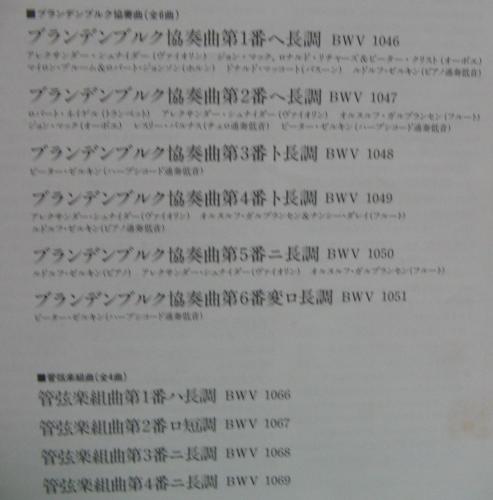 ■ブランデンブルク協奏曲(全6曲)
ブランデンブルク協奏曲第1番ヘ長調 BWV 1046
アレクサンダー・シュナイダー(ヴァイオリン) ジョン・マック、ロナルド・リチャーズ&ピーター・クリスト(オーボエ)
マイロン・ブルーム&ロバート・ジョンソン(ホルン) ドナルド・マッコート(バスーン) ルドルフ・ゼルキン(ピアノ通奏低音)
ブランデンブルク協奏曲第2番ヘ長調 BWV 1047
ロバート・ネイゲル(トランペット) アレクサンダー・シュナイダー(ヴァイオリン) オルヌルフ・ガルブランセン(フルート)
ジョン・マック(オーボエ) レスリー・パルナス(チェロ通奏低音) ピーター・ゼルキン(ハープシコード通奏低音)
ブランデンブルク協奏曲第3番ト長調 BWV 1048
ピーター・ゼルキン(ハープシコード通奏低音)
ブランデンブルク協奏曲第4番ト長調 BWV 1049
アレクサンダー・シュナイダー(ヴァイオリン) オルヌルフ・ガルブランセン&ナンシー・ダレイ(フルート)
ルドルフ・ゼルキン(ピアノ通奏低音)
ブランデンブルク協奏曲第5番ニ長調 BWV 1050
ルドルフ・ゼルキン(ピアノ) アレクサンダー・シュナイダー(ヴァイオリン) オルヌルフ・ガルブランセン(フルート)
ブランデンブルク協奏曲第6番変ロ長調 BWV 1051
ピーター・ゼルキン(ハープシコード通奏低音)
■管弦楽組曲(全4曲)
管弦楽組曲第1番ハ長調 BWV 1066
管弦楽組曲第2番ロ短調 BWV 1067
管弦楽組曲第3番ニ長調 BWV 1068
管弦楽組曲第4番ニ長調 BWV 1069